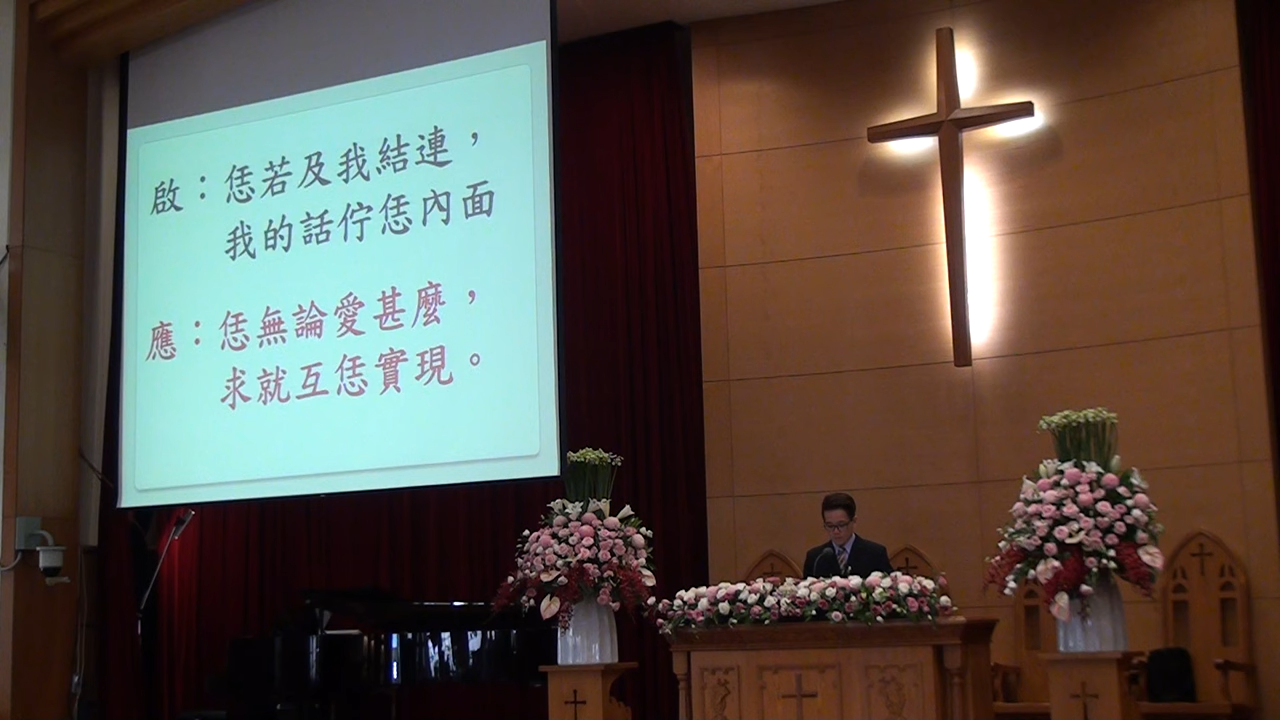 啟：恁若及我結連，
我的話佇恁內面
應：恁無論愛甚麼，
求就互恁實現。